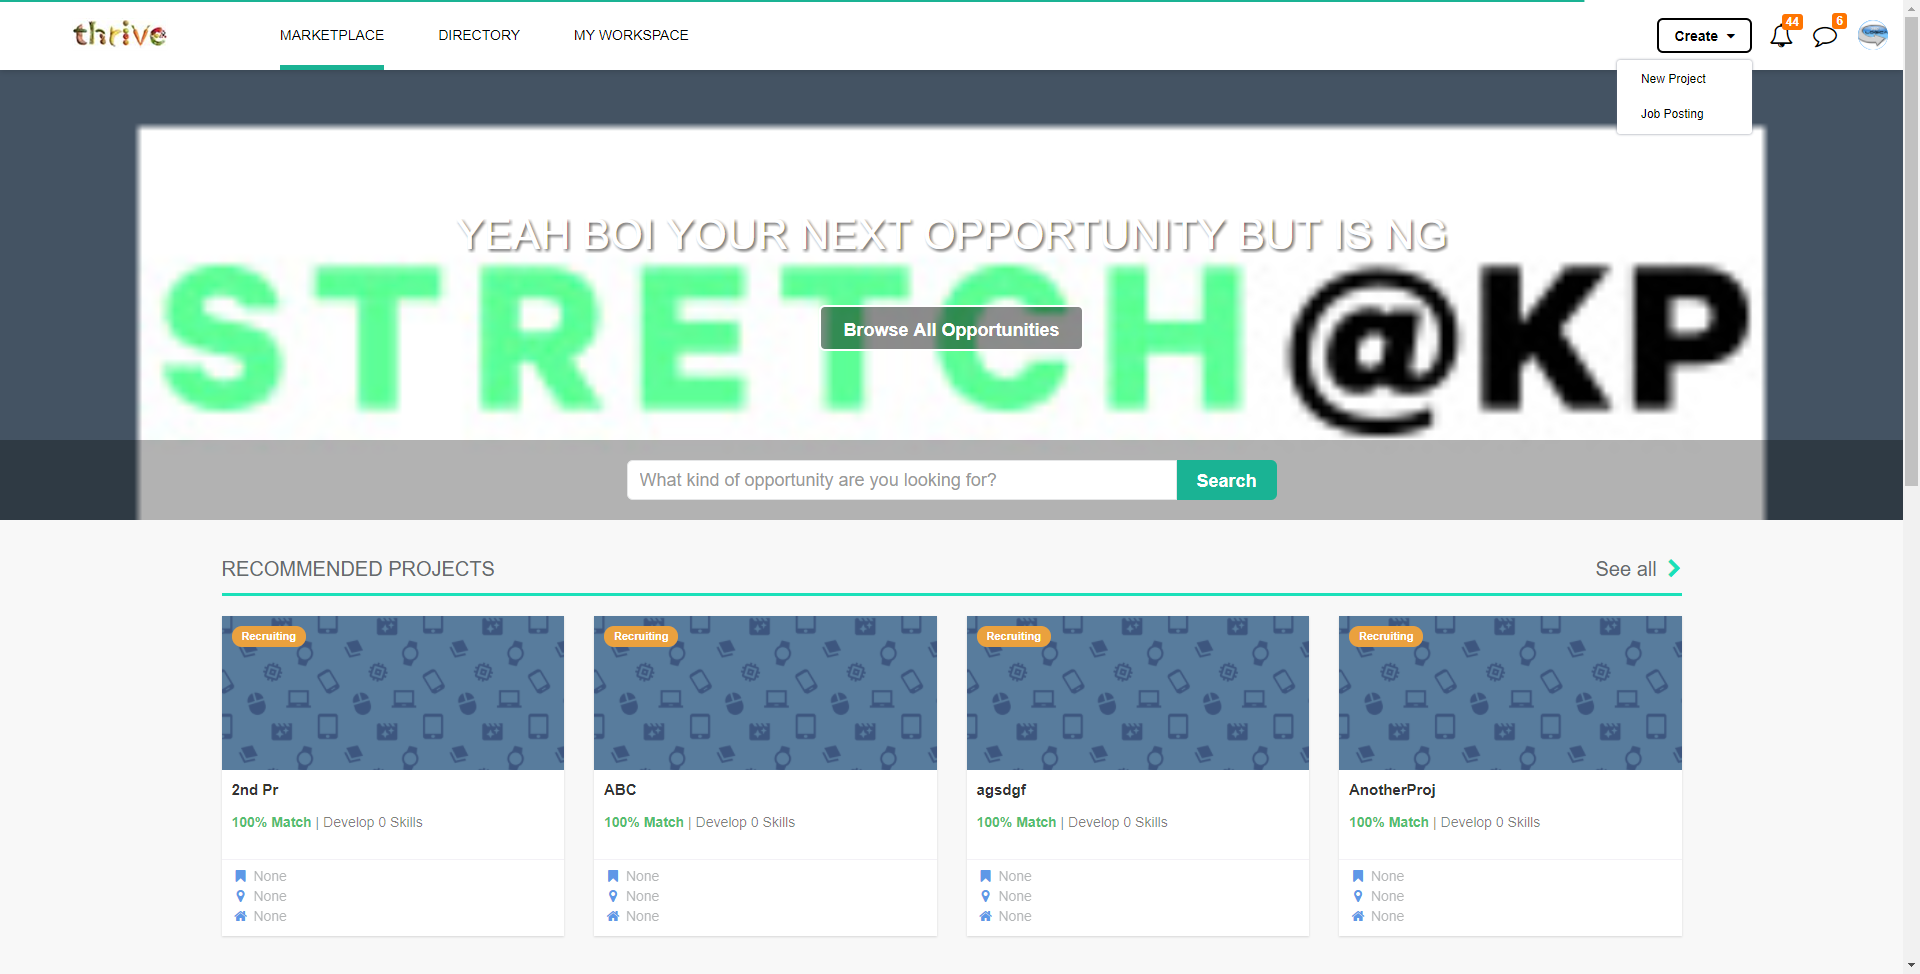 thrive
MARKETPLACE
DIRECTORY
MY WORKSPACE
Create
44
6
New Project
Job Posting
YEAH BOI YOUR NEXT OPPORTUNITY BUT IS NG
STRETCH@KP
Browse All Opportunities
What kind of opportunity are you looking for?
Search
RECOMMENDED PROJECTS
See all
Recruiting
2nd Pr
100% Match | Develop 0 Skills
None
None
None
Recruiting
ABC
100% Match | Develop 0 Skills
None
None
None
Recruiting
agsdgf
100% Match | Develop 0 Skills
None
None
None
Recruiting
AnotherProj
100% Match | Develop 0 Skills
None
None
None